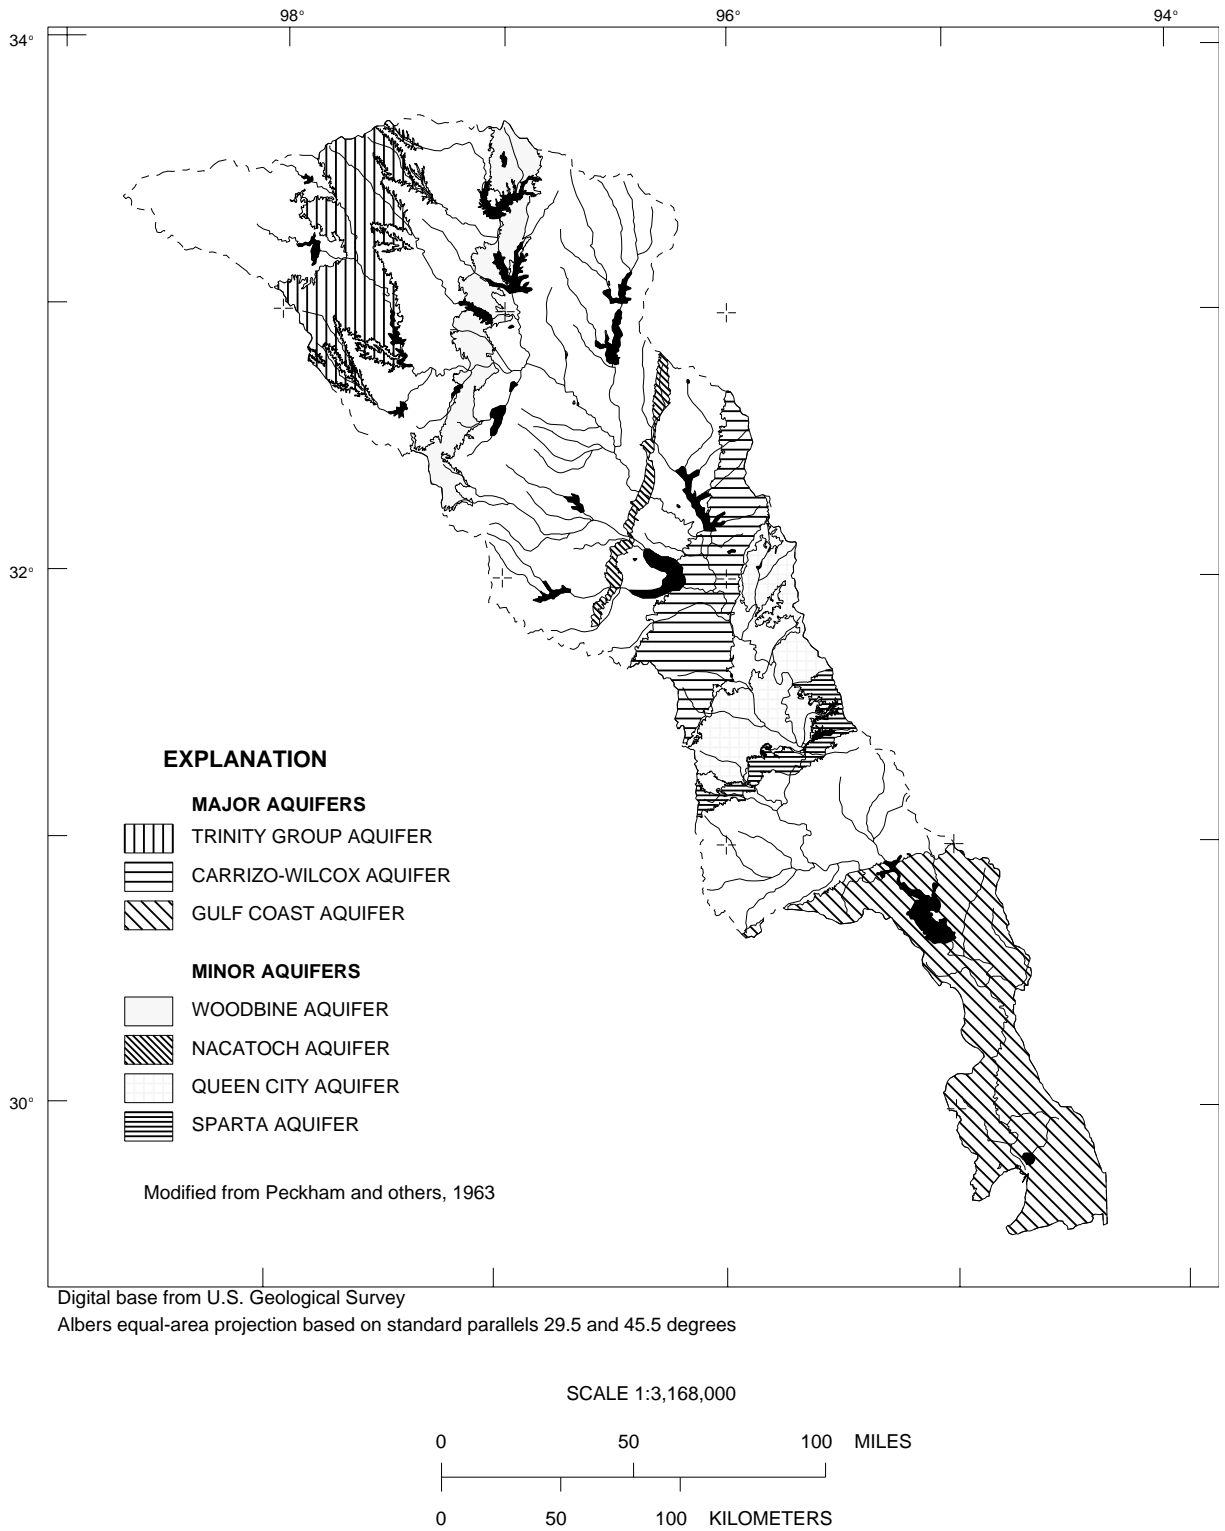 98° 96° 94°
34°
32°
EXPLANATION
MAJOR AQUIFERS
TRINITY GROUP AQUIFER
CARRIZO-WILCOX AQUIFER
GULF COAST AQUIFER
MINOR AQUIFERS
WOODBINE AQUIFER
NACATOCH AQUIFER
QUEEN CITY AQUIFER
30°
SPARTA AQUIFER
Modified from Peckham and others, 1963
Digital base from U.S. Geological Survey
Albers equal-area projection based on standard parallels 29.5 and 45.5 degrees
SCALE 1:3,168,000
0 50 100 MILES
0 50 100 KILOMETERS